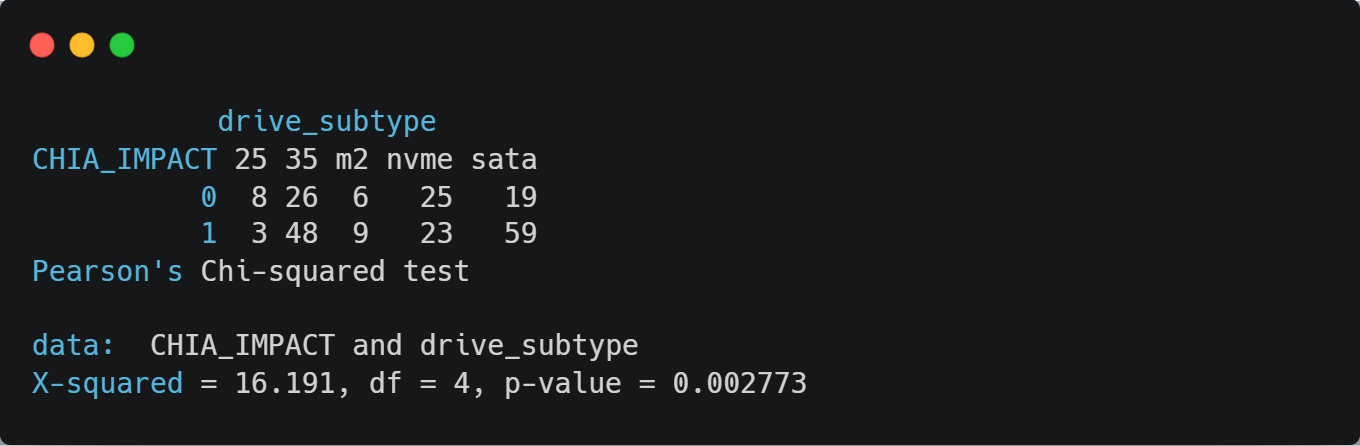 drive_subtype
CHIA_IMPACT 25 35 m2 nvme sata
0 8 26 6 25 19
1 3 48 9 23 59
Pearson's Chi-squared test
data: CHIA_IMPACT and drive_subtype
X-squared = 16.191, df = 4, p-value = 0.002773